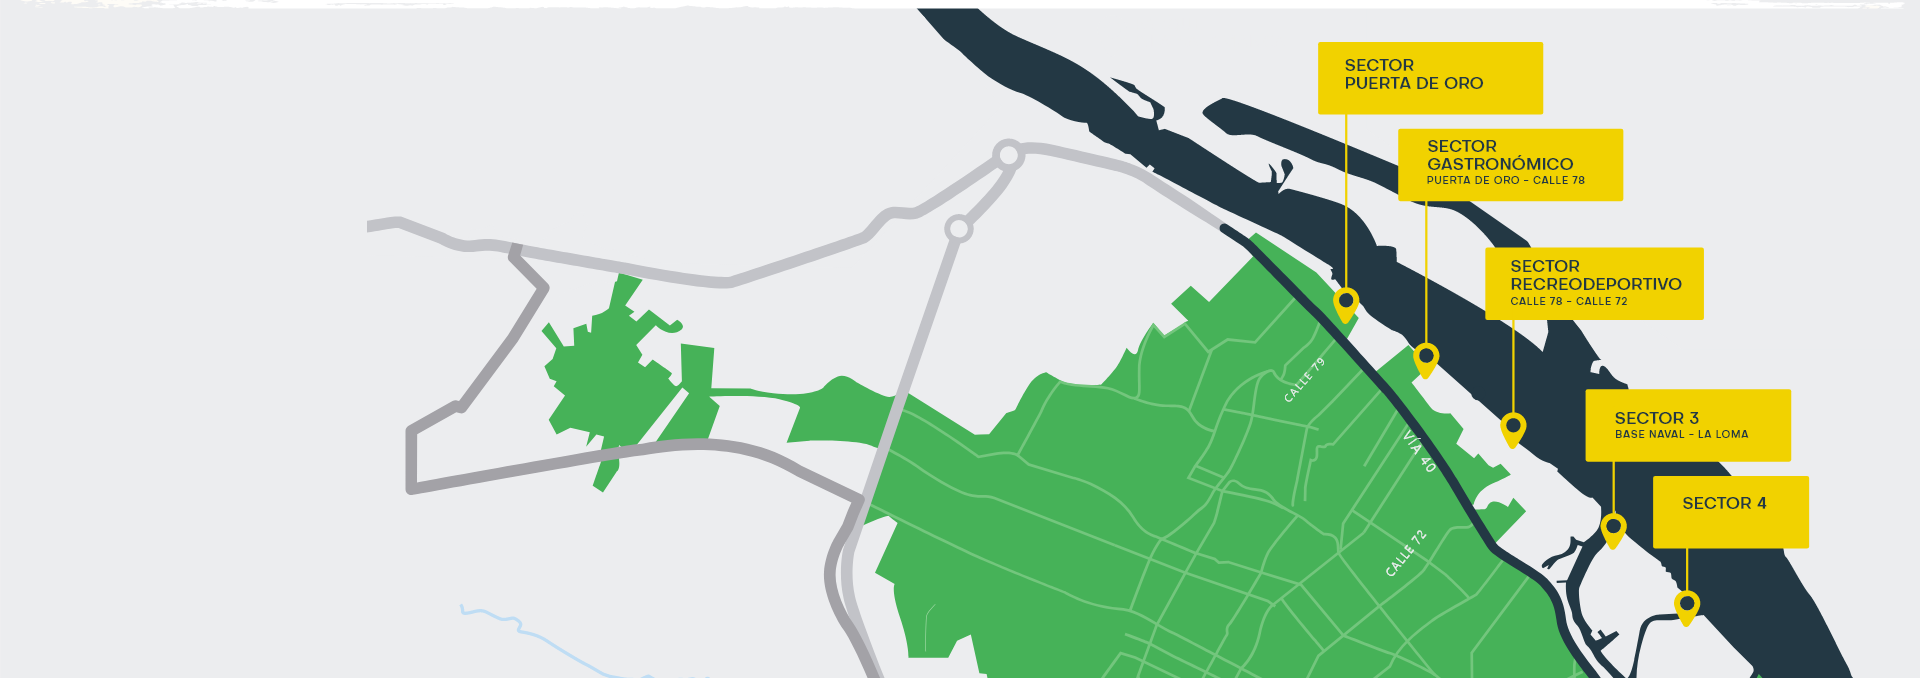 SECTOR
PUERTA DE ORO
SECTOR
GASTRONÓMICO
PUERTA DE ORO - CALLE 78
SECTOR
RECREODEPORTIVO
CALLE 78 - CALLE 72
SECTOR 3
BASE NAVAL - LA LOMA
SECTOR 4
CALLE 79
VÍA 40
CALLE 72